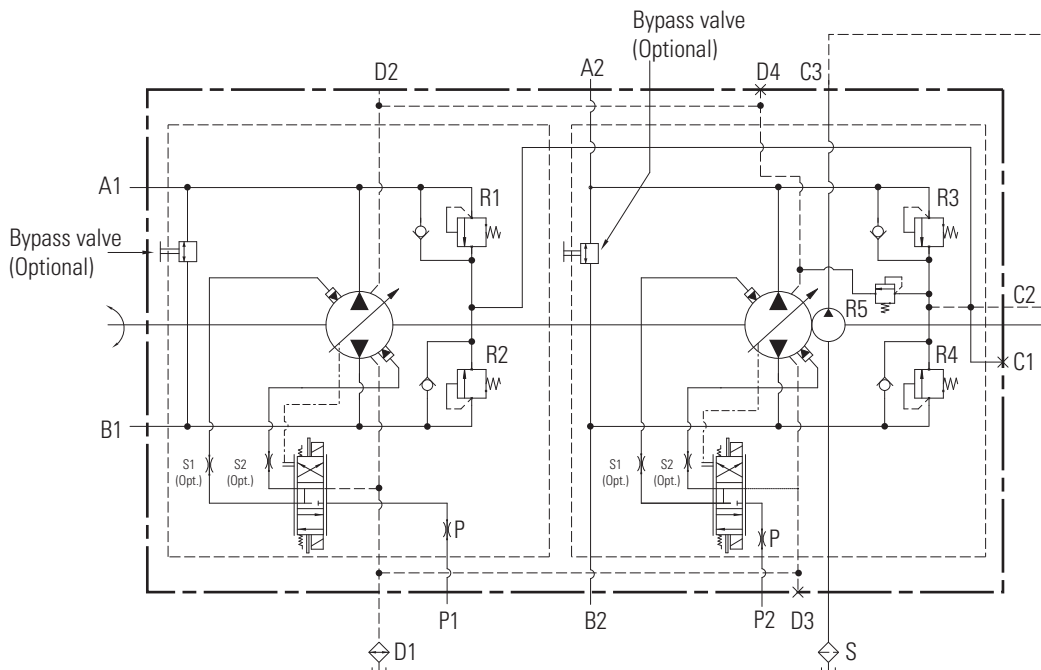 Bypass valve
(Optional)
D2
A2
D4
C3
A1
R1
R3
Bypass valve
(Optional)
R5
C2
R2
R4
C1
B1
S1
(Opt.)
S2
(Opt.)
S1
(Opt.)
S2
(Opt.)
P
P
P1
B2
P2
D3
D1
S